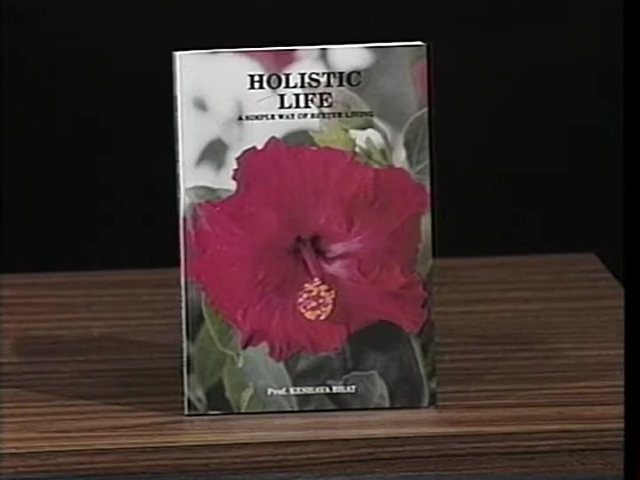 HOLISTIC
LIFE
A SIMPLE WAY OF BETTER LIVING
Prof. KESHAVA BHAT